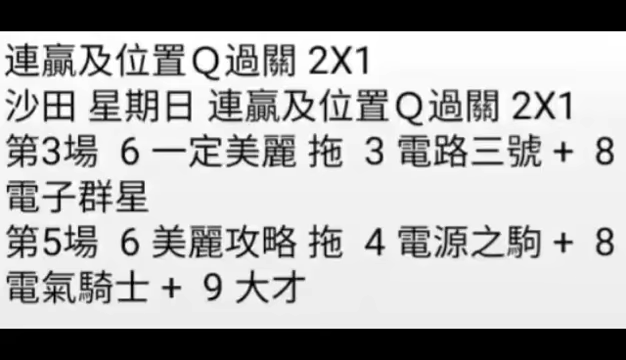 連贏及位置Q過關 2X1
沙田 星期日 連贏及位置Q過關 2X1
第3場 6 一定美麗 拖 3 電路三號 + 8
電子群星
第5場 6 美麗攻略 拖 4 電源之駒 + 8
電氣騎士 + 9 大才